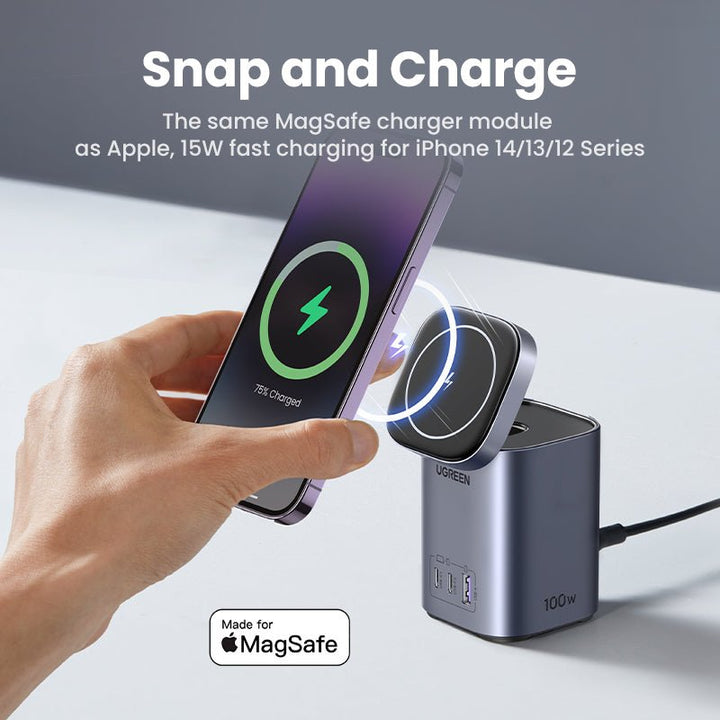 Snap and Charge
The same MagSafe charger module
as Apple, 15W fast charging for iPhone 14/13/12 Series
75% Charged
UGREEN
100w
Made for
MagSafe